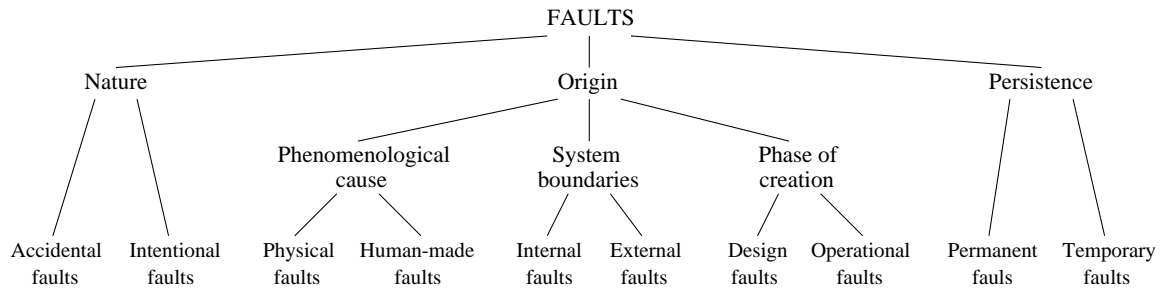 FAULTS
Nature Origin Persistence
Phenomenological System Phase of
cause boundaries creation
Accidental Intentional Physical Human-made Internal External Design Operational Permanent Temporary
faults faults faults faults faults faults faults faults fauls faults